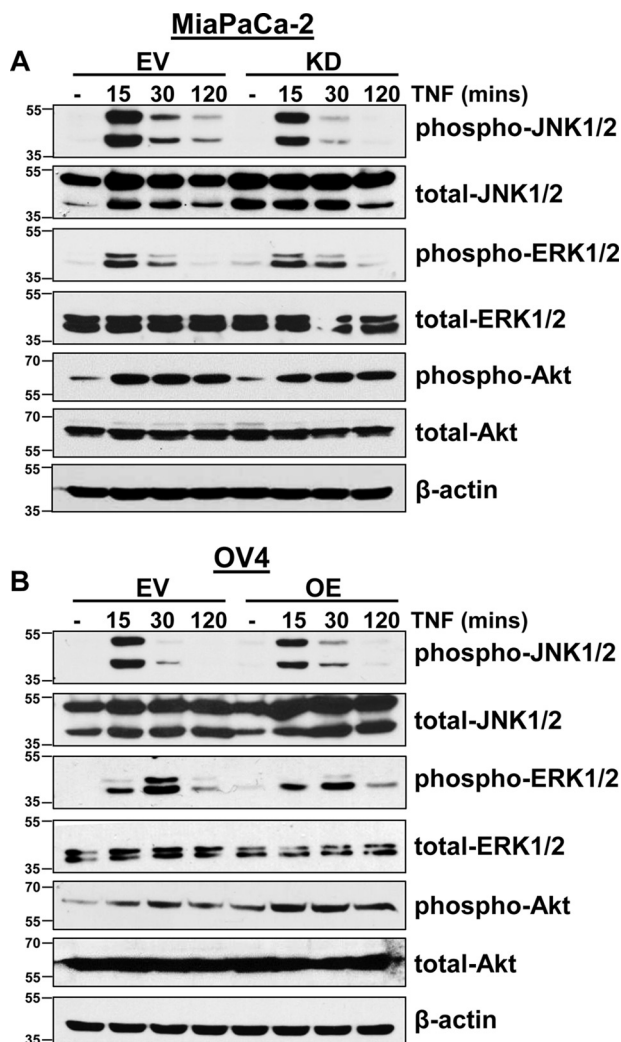 MiaPaCa-2
A
EV KD
- 15 30 120 - 15 30 120 TNF (mins)
55
35
phospho-JNK1/2
55
35
total-JNK1/2
55
35
phospho-ERK1/2
55
35
total-ERK1/2
70
55
phospho-Akt
70
55
total-Akt
55
35
β-actin
OV4
B
EV OE
- 15 30 120 - 15 30 120 TNF (mins)
55
35
phospho-JNK1/2
55
35
total-JNK1/2
55
35
phospho-ERK1/2
55
35
total-ERK1/2
70
55
phospho-Akt
70
55
total-Akt
55
35
β-actin